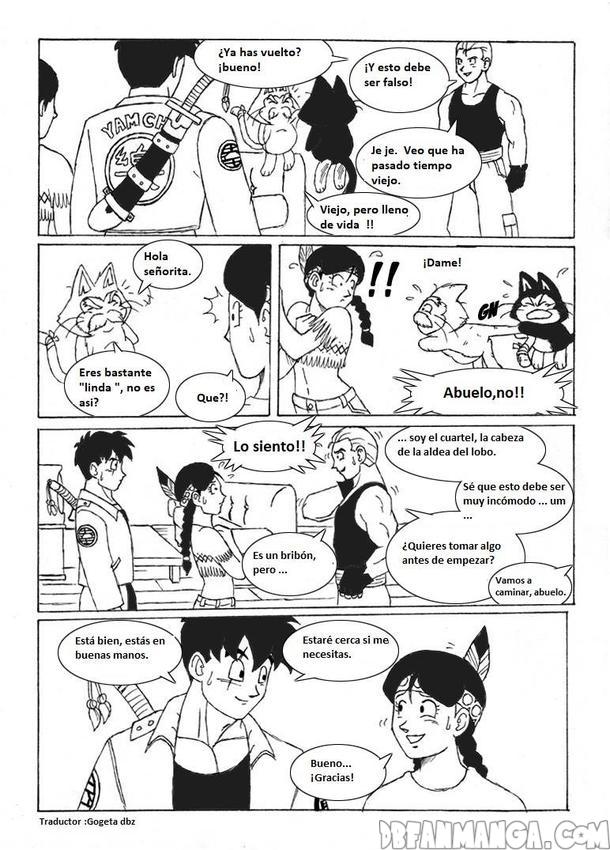 ¿Ya has vuelto?
¡bueno!
¡Y esto debe
ser falso!
YAMCH
Je je. Veo que ha
pasado tiempo
viejo.
Viejo, pero lleno
de vida !!
Hola
señorita.
Eres bastante
"linda ", no es
asi?
Que?!
!!
¡Dame!
GN
Abuelo,no!!
Lo siento!!
... soy el cuartel, la cabeza
de la aldea del lobo.
Sé que esto debe ser
muy incómodo ... um
...
Es un bribón,
pero ...
¿Quieres tomar algo
antes de empezar?
Vamos a
caminar, abuelo.
Está bien, estás en
buenas manos.
Estaré cerca si me
necesitas.
Bueno...
¡Gracias!
Traductor :Gogeta dbz
DBFANMANGA.COM